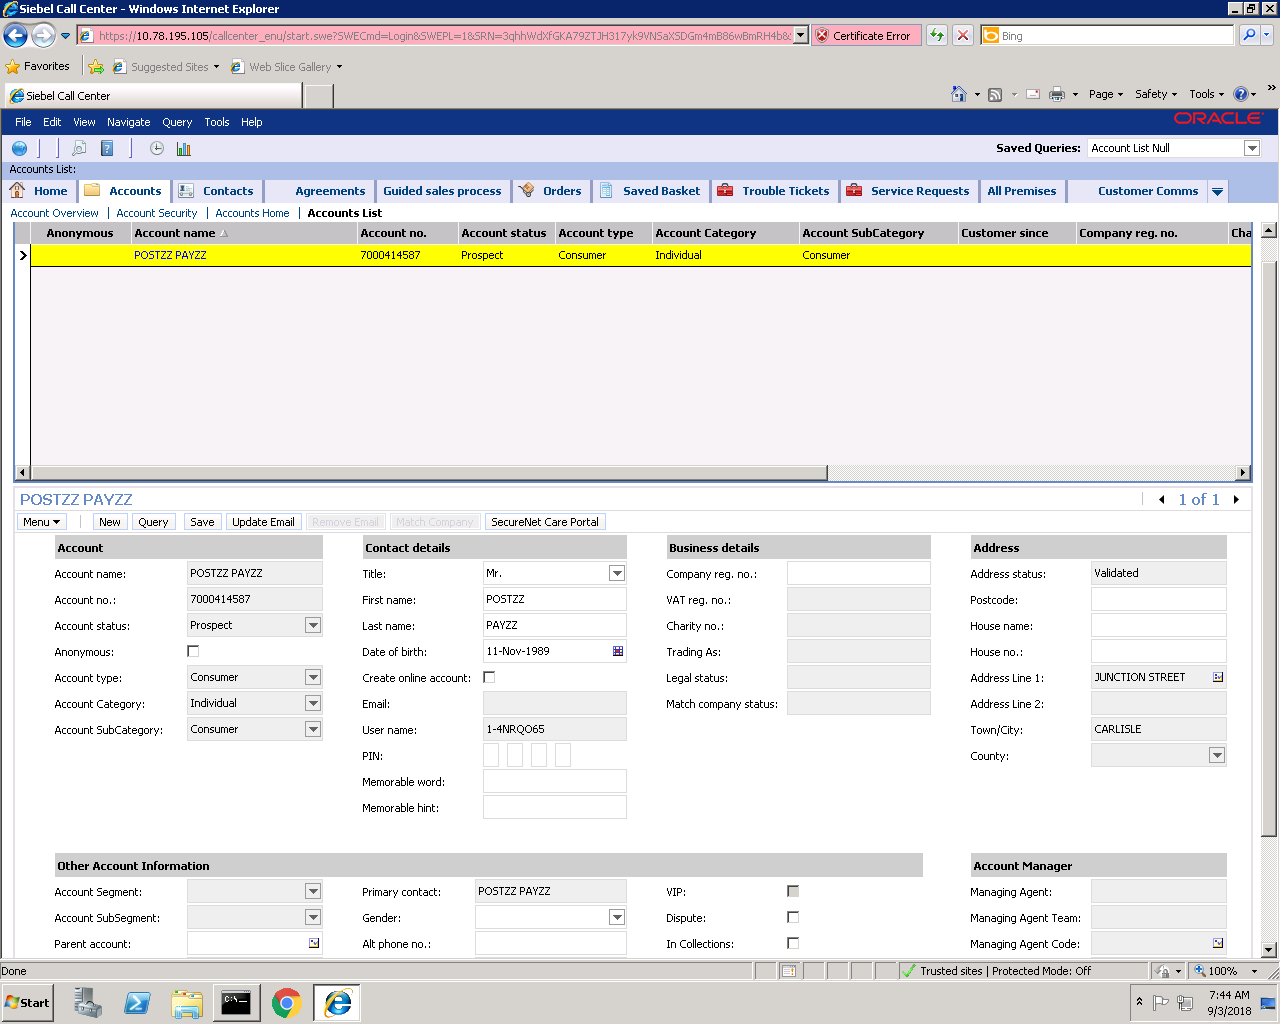 Siebel Call Center - Windows Internet Explorer
https://10.78.195.105/callcenter_enu/start.swe?SWECmd=Login&SWEPL=1&SRN=
Certificate Error
Bing
Favorites
Suggested Sites
Web Slice Gallery
Siebel Call Center
Page
Safety
Tools
File Edit View Navigate Query Tools Help
ORACLE
Saved Queries:
Account List Null
Accounts List:
Home
Accounts
Contacts
Agreements
Guided sales process
Orders
Saved Basket
Trouble Tickets
Service Requests
All Premises
Customer Comms
Account Overview | Account Security | Accounts Home | Accounts List
Anonymous Account name Account no. Account status Account type Account Category Account SubCategory Customer since Company reg. no. Cha
POSTZZ PAYZZ 7000414587 Prospect Consumer Individual Consumer
POSTZZ PAYZZ
1 of 1
Menu
New
Query
Save
Update Email
Remove Email
Match Company
SecureNet Care Portal
Account
Account name: POSTZZ PAYZZ
Account no.: 7000414587
Account status: Prospect
Anonymous:
Account type: Consumer
Account Category: Individual
Account SubCategory: Consumer
Contact details
Title: Mr.
First name: POSTZZ
Last name: PAYZZ
Date of birth: 11-Nov-1989
Create online account:
Email:
User name: 1-4NRQO65
PIN:
Memorable word:
Memorable hint:
Business details
Company reg. no.:
VAT reg. no.:
Charity no.:
Trading As:
Legal status:
Match company status:
Address
Address status: Validated
Postcode:
House name:
House no.:
Address Line 1: JUNCTION STREET
Address Line 2:
Town/City: CARLISLE
County:
Other Account Information
Account Segment:
Account SubSegment:
Parent account:
Primary contact: POSTZZ PAYZZ
Gender:
Alt phone no.:
VIP:
Dispute:
In Collections:
Account Manager
Managing Agent:
Managing Agent Team:
Managing Agent Code:
Done
Trusted sites | Protected Mode: Off
100%
Start
7:44 AM
9/3/2018